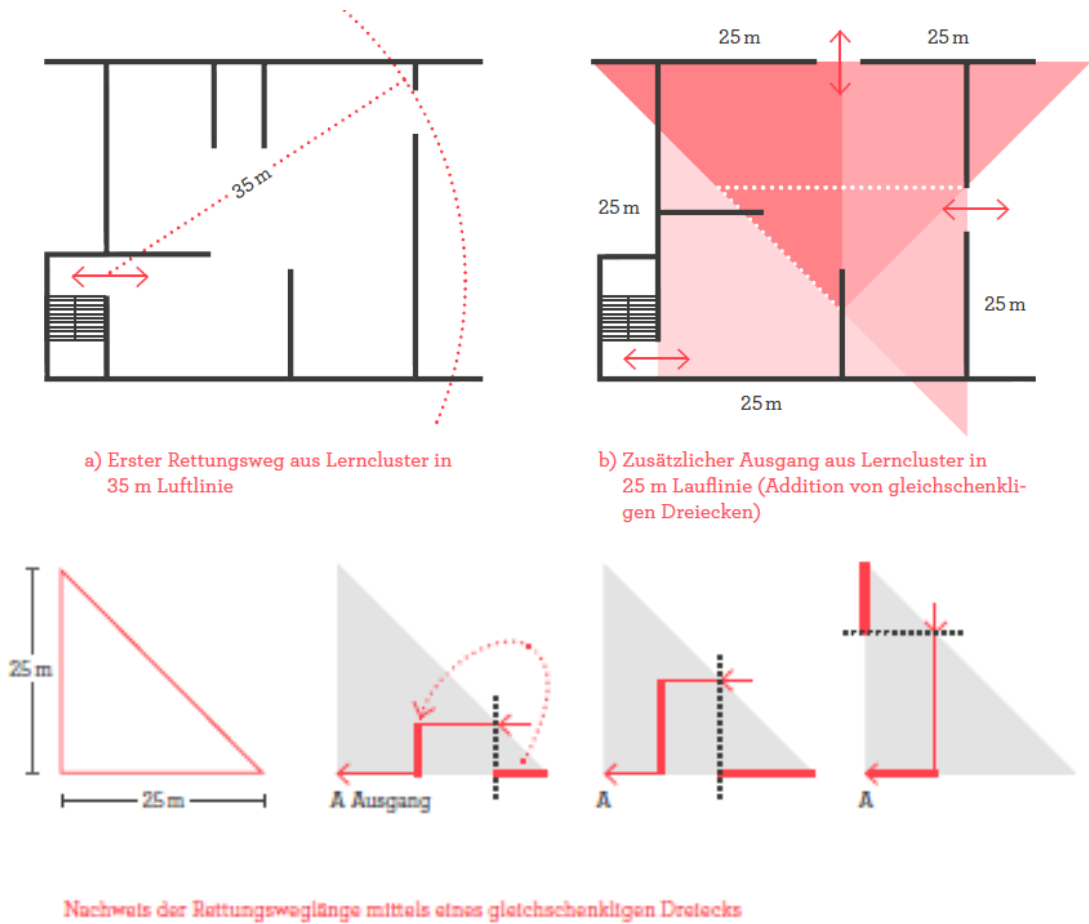 25 m
25 m
35 m
25 m
25 m
25 m
a) Erster Rettungsweg aus Lerncluster in
35 m Luftlinie
b) Zusätzlicher Ausgang aus Lerncluster in
25 m Lauflinie (Addition von gleichschenkli-
gen Dreiecken)
25 m
25 m
A Ausgang
A
A
Nachweis der Rettungsweglänge mittels eines gleichschenkligen Dreiecks